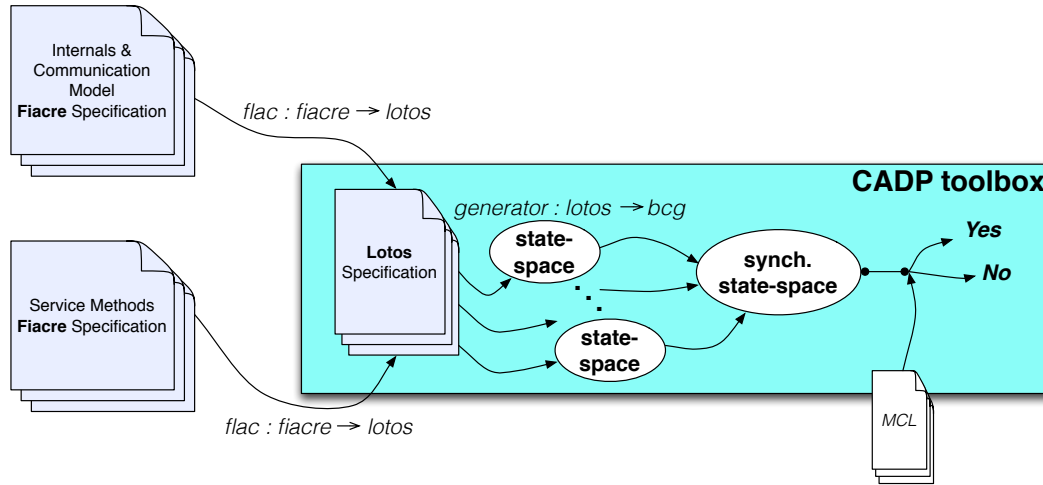 Internals &
Communication
Model
Fiacre Specification
flac : fiacre → lotos
CADP toolbox
generator : lotos → bcg
Lotos
Specification
state-
space
synch.
state-space
Yes
No
Service Methods
Fiacre Specification
state-
space
flac : fiacre → lotos
MCL